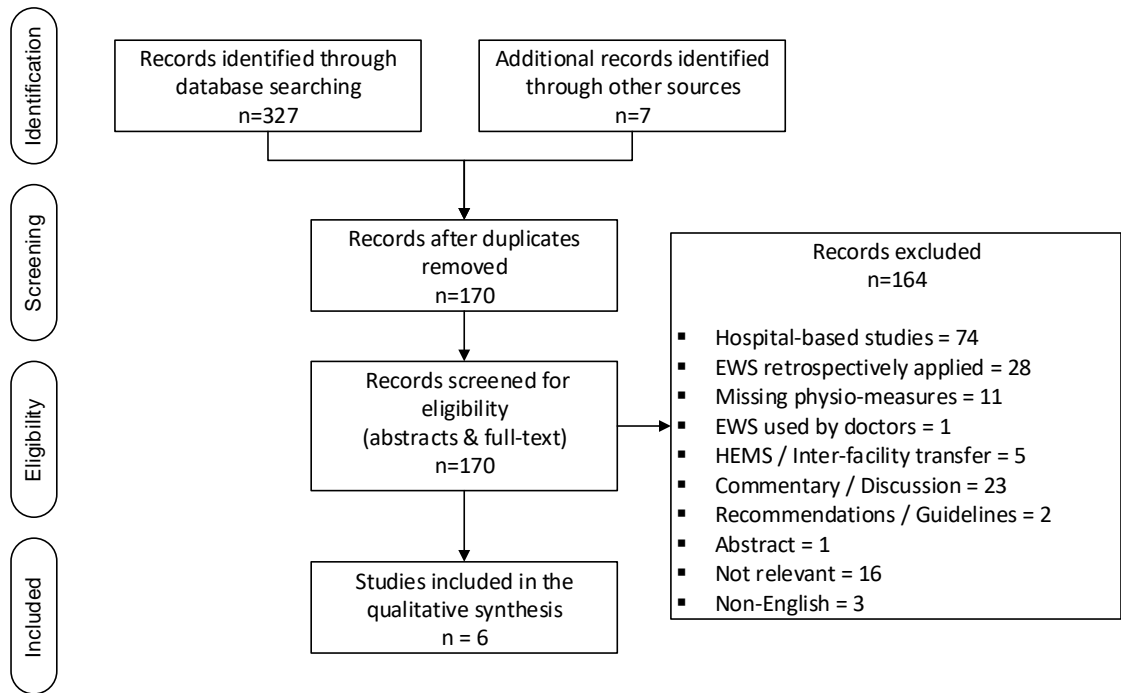 Identification
Records identified through
database searching
n=327
Additional records identified
through other sources
n=7
Screening
Records after duplicates
removed
n=170
Records excluded
n=164
▪ Hospital-based studies = 74
▪ EWS retrospectively applied = 28
▪ Missing physio-measures = 11
▪ EWS used by doctors = 1
▪ HEMS / Inter-facility transfer = 5
▪ Commentary / Discussion = 23
▪ Recommendations / Guidelines = 2
▪ Abstract = 1
▪ Not relevant = 16
▪ Non-English = 3
Eligibility
Records screened for
eligibility
(abstracts & full-text)
n=170
Included
Studies included in the
qualitative synthesis
n = 6